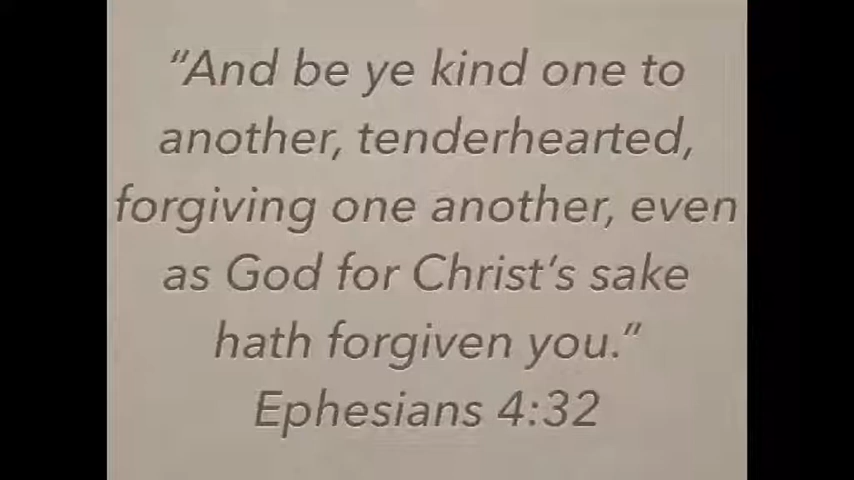 “And be ye kind one to
another, tenderhearted,
forgiving one another, even
as God for Christ’s sake
hath forgiven you.”
Ephesians 4:32